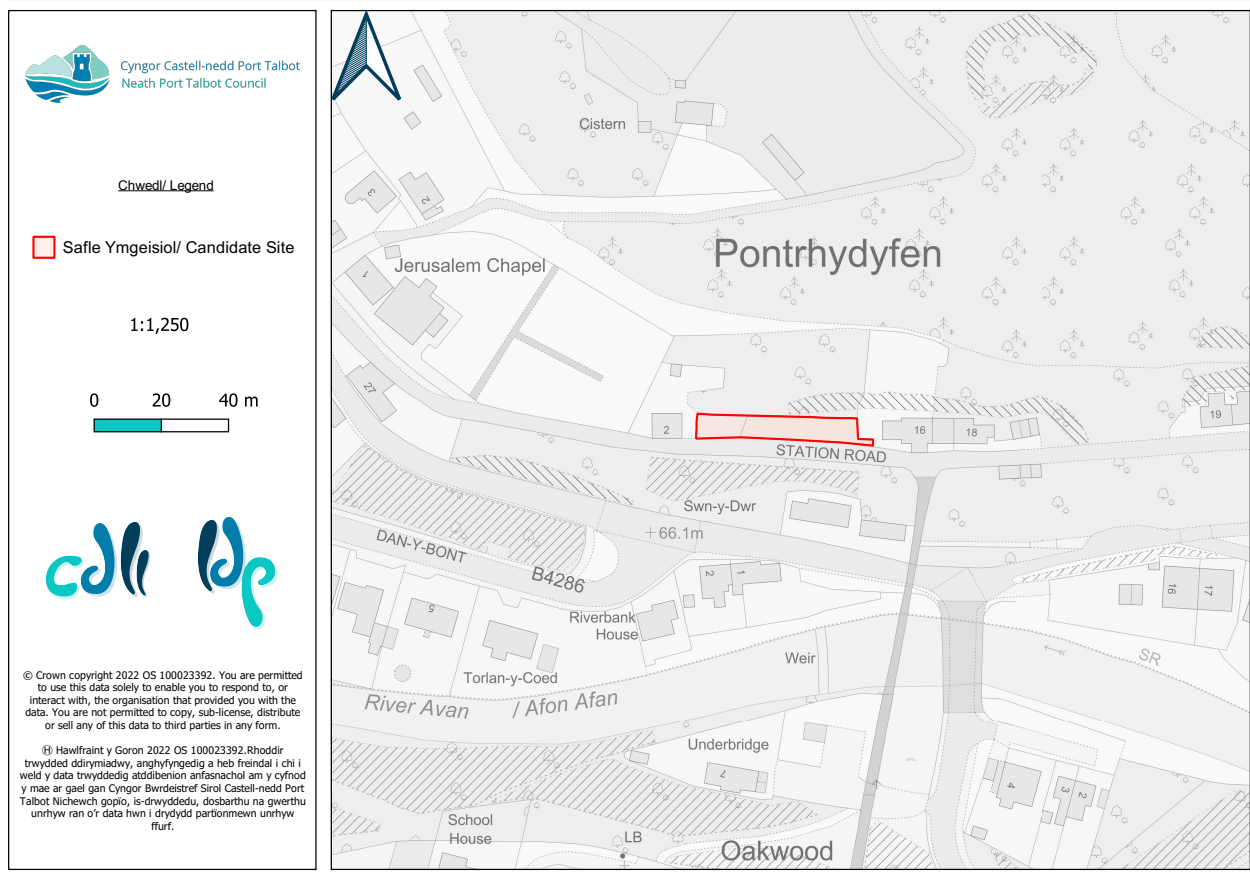 Cyngor Castell-nedd Port Talbot
Neath Port Talbot Council
Chwedl/ Legend
Safle Ymgeisiol/ Candidate Site
1:1,250
0 20 40 m
cdll ldp
© Crown copyright 2022 OS 100023392. You are permitted
to use this data solely to enable you to respond to, or
interact with, the organisation that provided you with the
data. You are not permitted to copy, sub-license, distribute
or sell any of this data to third parties in any form.
Ⓗ Hawlfraint y Goron 2022 OS 100023392.Rhoddir
trwydded ddirymiadwy, anghyfyngedig a heb freindal i chi i
weld y data trwyddedig atddibenion anfasnachol am y cyfnod
y mae ar gael gan Cyngor Bwrdeistref Sirol Castell-nedd Port
Talbot Nichewch gopïo, is-drwyddedu, dosbarthu na gwerthu
unrhyw ran o'r data hwn i drydydd partïonmewn unrhyw
ffurf.
Cistern
3
2
Pontrhydyfen
Jerusalem Chapel
1
27
2
16
18
19
STATION ROAD
Swn-y-Dwr
66.1m
DAN-Y-BONT
B4286
2
1
16
17
5
Riverbank
House
Weir
SR
Torlan-y-Coed
River Avan / Afon Afan
Underbridge
7
4
3
2
School
House
LB
Oakwood